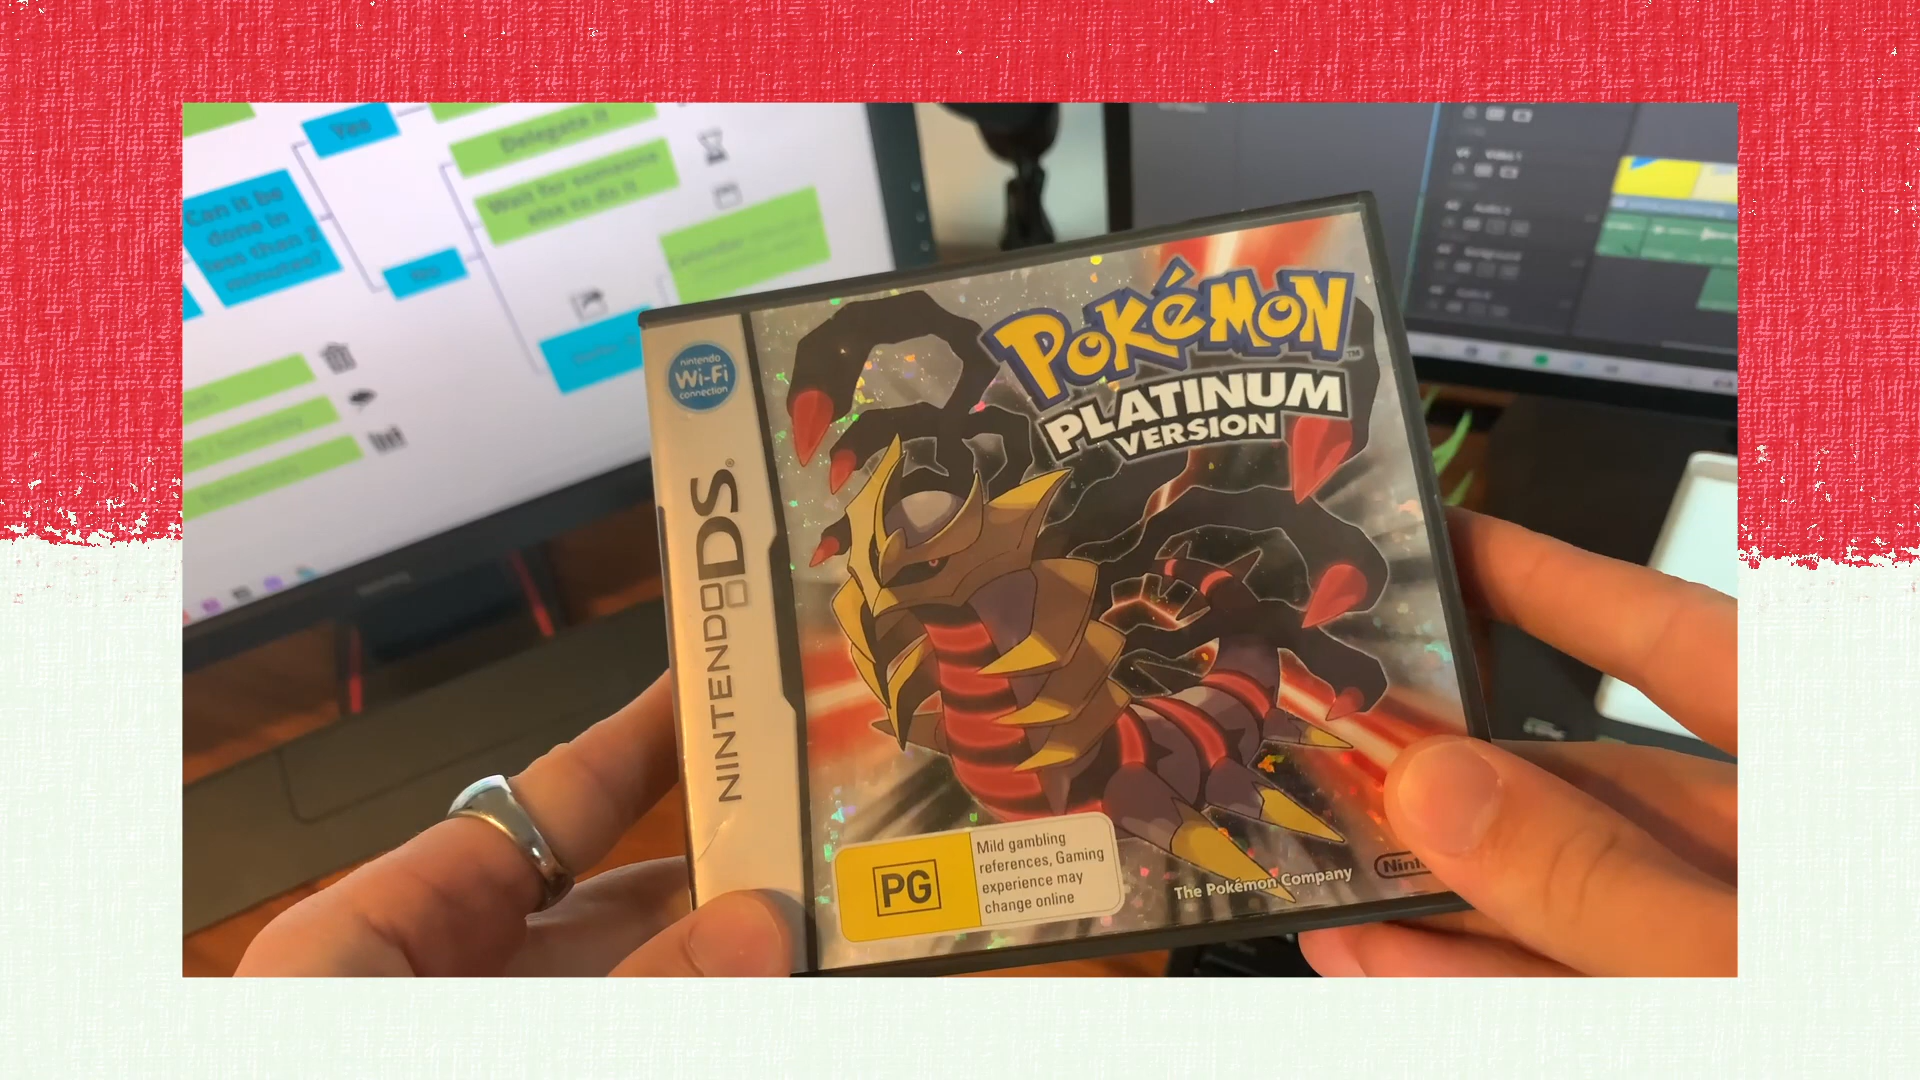 Yes
Delegate it
Wait for someone
else to do it
Can it be
done in
less than 2
minutes?
No
Calendar
nintendo
Wi-Fi
connection
NINTENDO DS
POKéMON
PLATINUM
VERSION
PG
Mild gambling
references, Gaming
experience may
change online
The Pokémon Company